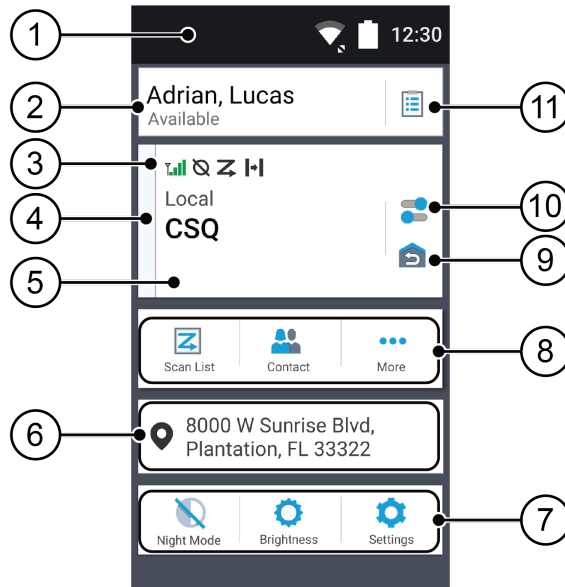 1
12:30
2
Adrian, Lucas
Available
11
3
4
Local
CSQ
10
9
5
Scan List
Contact
More
8
6
8000 W Sunrise Blvd,
Plantation, FL 33322
7
Night Mode
Brightness
Settings